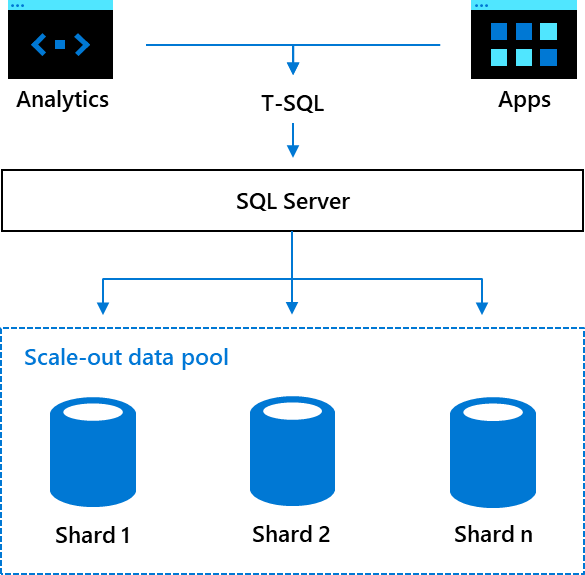 Analytics
Apps
T-SQL
SQL Server
Scale-out data pool
Shard 1
Shard 2
Shard n